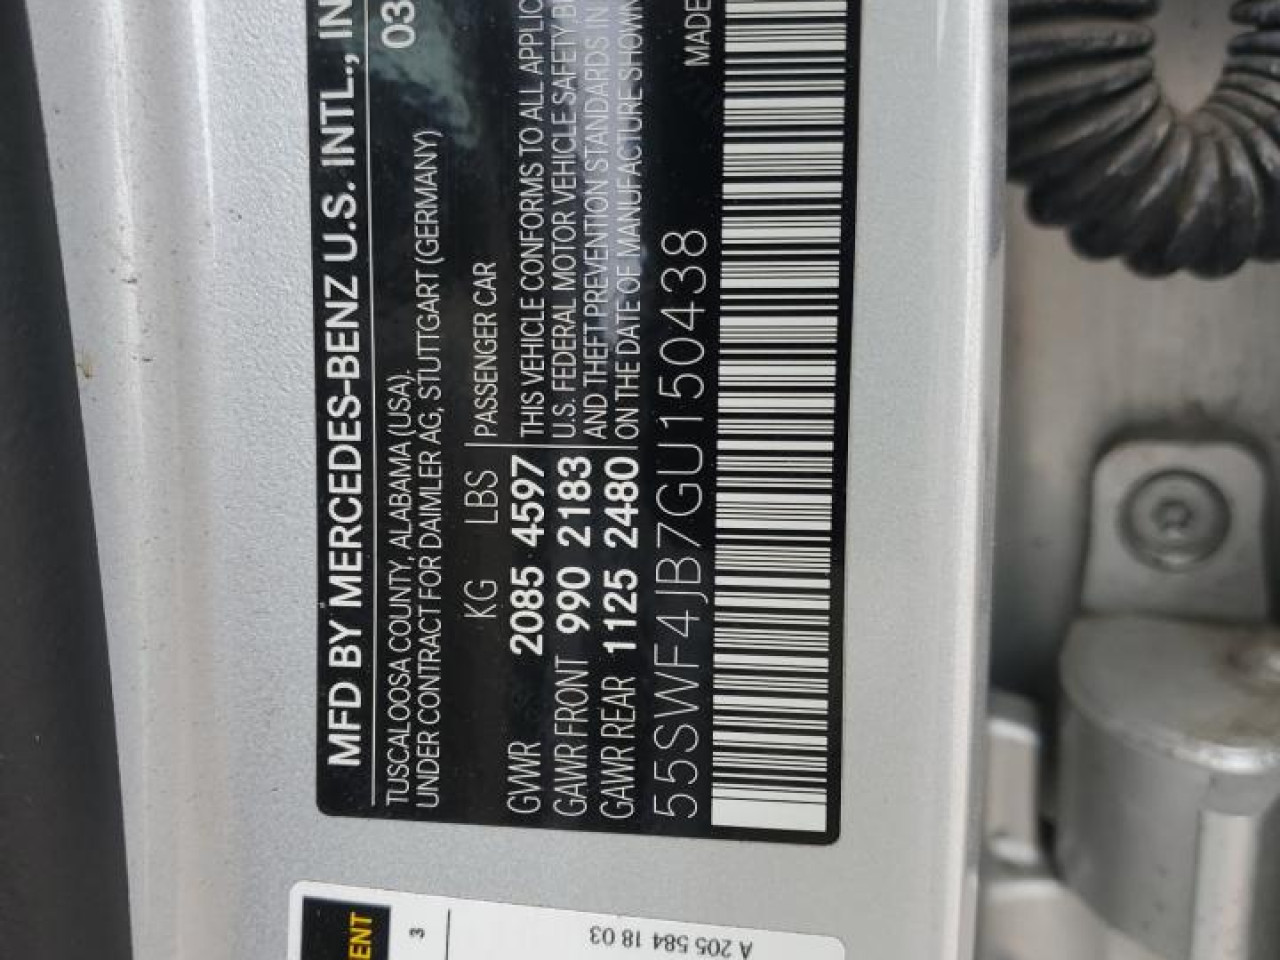 MFD BY MERCEDES-BENZ U.S. INTL., IN
TUSCALOOSA COUNTY, ALABAMA (USA).
03
UNDER CONTRACT FOR DAIMLER AG, STUTTGART (GERMANY)
KG LBS PASSENGER CAR
GVWR 2085 4597 THIS VEHICLE CONFORMS TO ALL APPLIC
GAWR FRONT 990 2183 U.S. FEDERAL MOTOR VEHICLE SAFETY,
GAWR REAR 1125 2480 AND THEFT PREVENTION STANDARDS IN
ON THE DATE OF MANUFACTURE SHOWN
55SWF4JB7GU150438
MADE
ENT
3
A 205 584 18 03